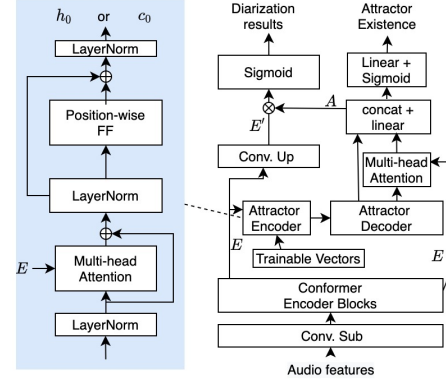 h₀ or c₀
LayerNorm
Position-wise
FF
LayerNorm
E
Multi-head
Attention
LayerNorm
Diarization
results
Attractor
Existence
Sigmoid
Linear +
Sigmoid
A
concat +
linear
E′
Conv. Up
Multi-head
Attention
Attractor
Encoder
Attractor
Decoder
E
Trainable Vectors
E
Conformer
Encoder Blocks
Conv. Sub
Audio features